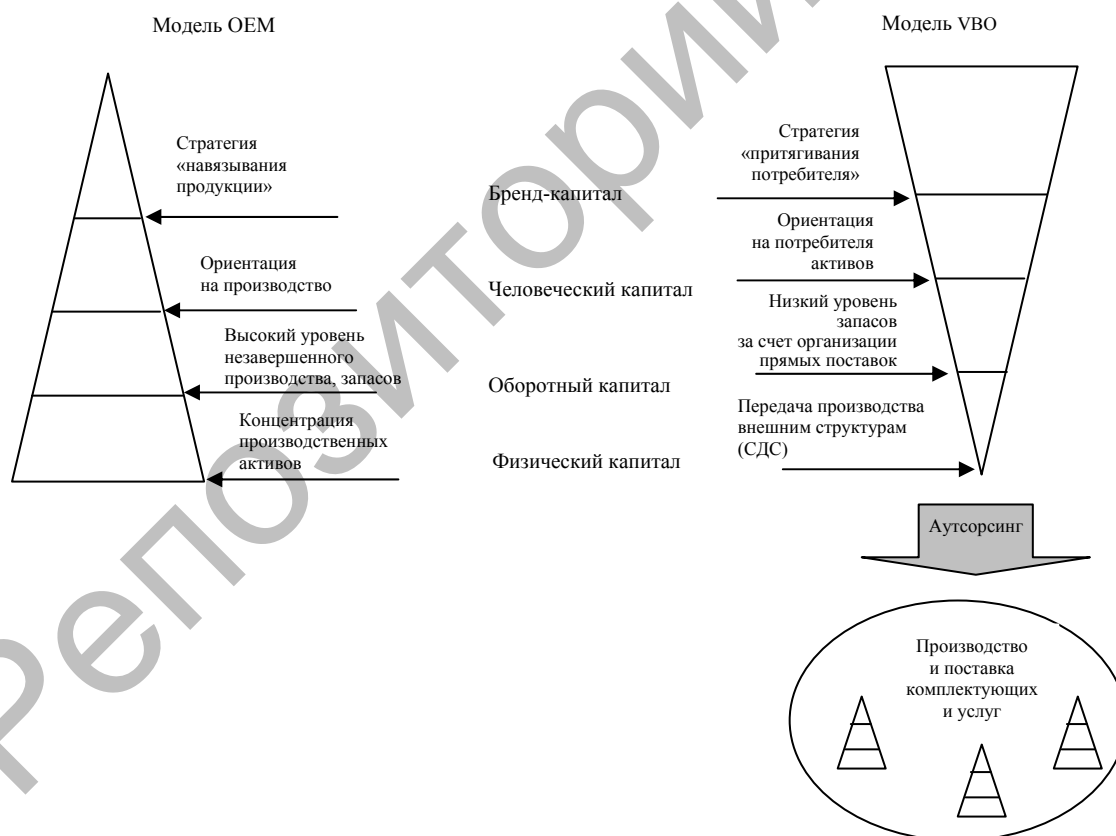 Модель ОЕМ
Модель VBO
Стратегия
«навязывания
продукции»
Бренд-капитал
Стратегия
«притягивания
потребителя»
Ориентация
на производство
Человеческий капитал
Ориентация
на потребителя
активов
Высокий уровень
незавершенного
производства, запасов
Оборотный капитал
Низкий уровень
запасов
за счет организации
прямых поставок
Концентрация
производственных
активов
Физический капитал
Передача производства
внешним структурам
(СДС)
Аутсорсинг
Производство
и поставка
комплектующих
и услуг
Репозитории